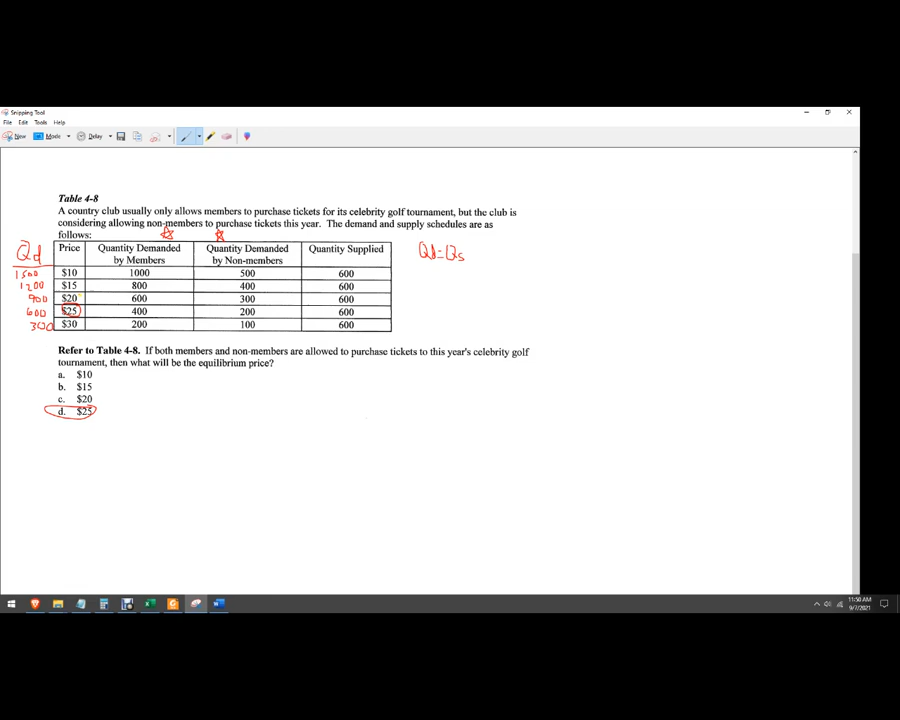 Snipping Tool
File Edit Tools Help
New Mode Delay
Table 4-8
A country club usually only allows members to purchase tickets for its celebrity golf tournament, but the club is
considering allowing non-members to purchase tickets this year. The demand and supply schedules are as
follows:
Qd Price Quantity Demanded by Members Quantity Demanded by Non-members Quantity Supplied Qd=Qs
1500 $10 1000 500 600
1200 $15 800 400 600
900 $20 600 300 600
600 $25 400 200 600
300 $30 200 100 600
Refer to Table 4-8. If both members and non-members are allowed to purchase tickets to this year's celebrity golf
tournament, then what will be the equilibrium price?
a. $10
b. $15
c. $20
d. $25
11:50 AM
9/7/2021